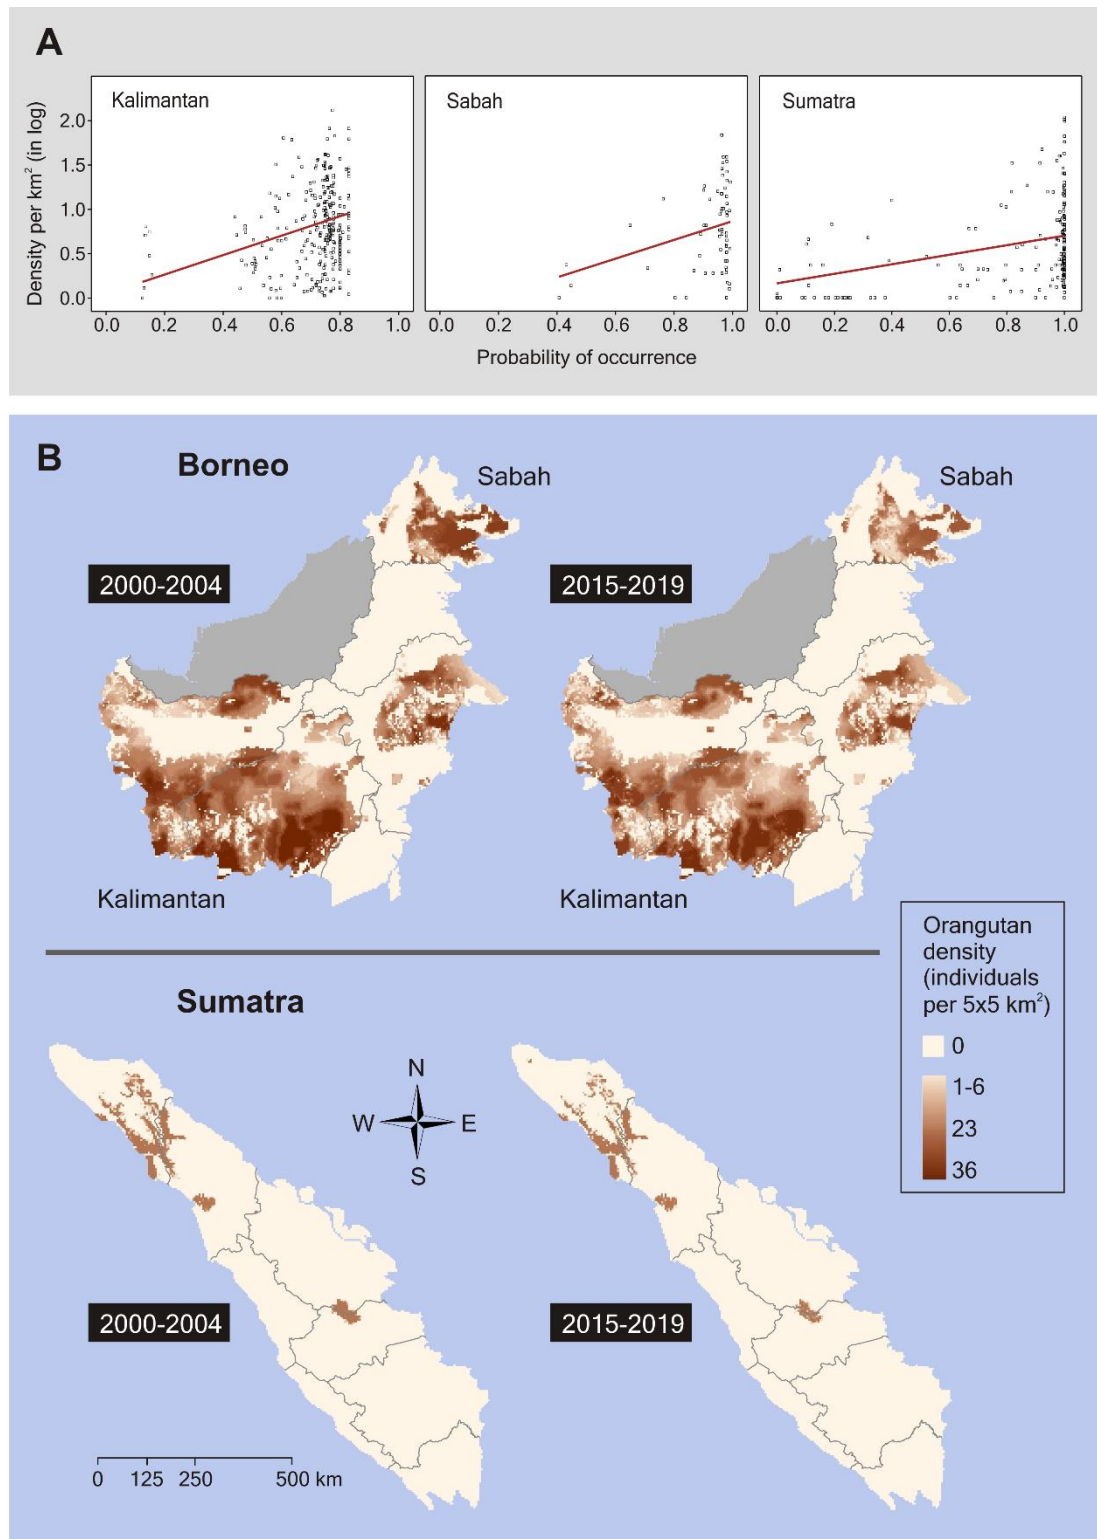 A
Kalimantan
Sabah
Sumatra
Density per km² (in log)
2.0
1.5
1.0
0.5
0.0
0.0 0.2 0.4 0.6 0.8 1.0
0.0 0.2 0.4 0.6 0.8 1.0
0.0 0.2 0.4 0.6 0.8 1.0
Probability of occurrence
B
Borneo
Sabah
Sabah
2000-2004
2015-2019
Kalimantan
Kalimantan
Orangutan
density
(individuals
per 5x5 km²)
0
1-6
23
36
Sumatra
N
W E
S
2000-2004
2015-2019
0 125 250 500 km